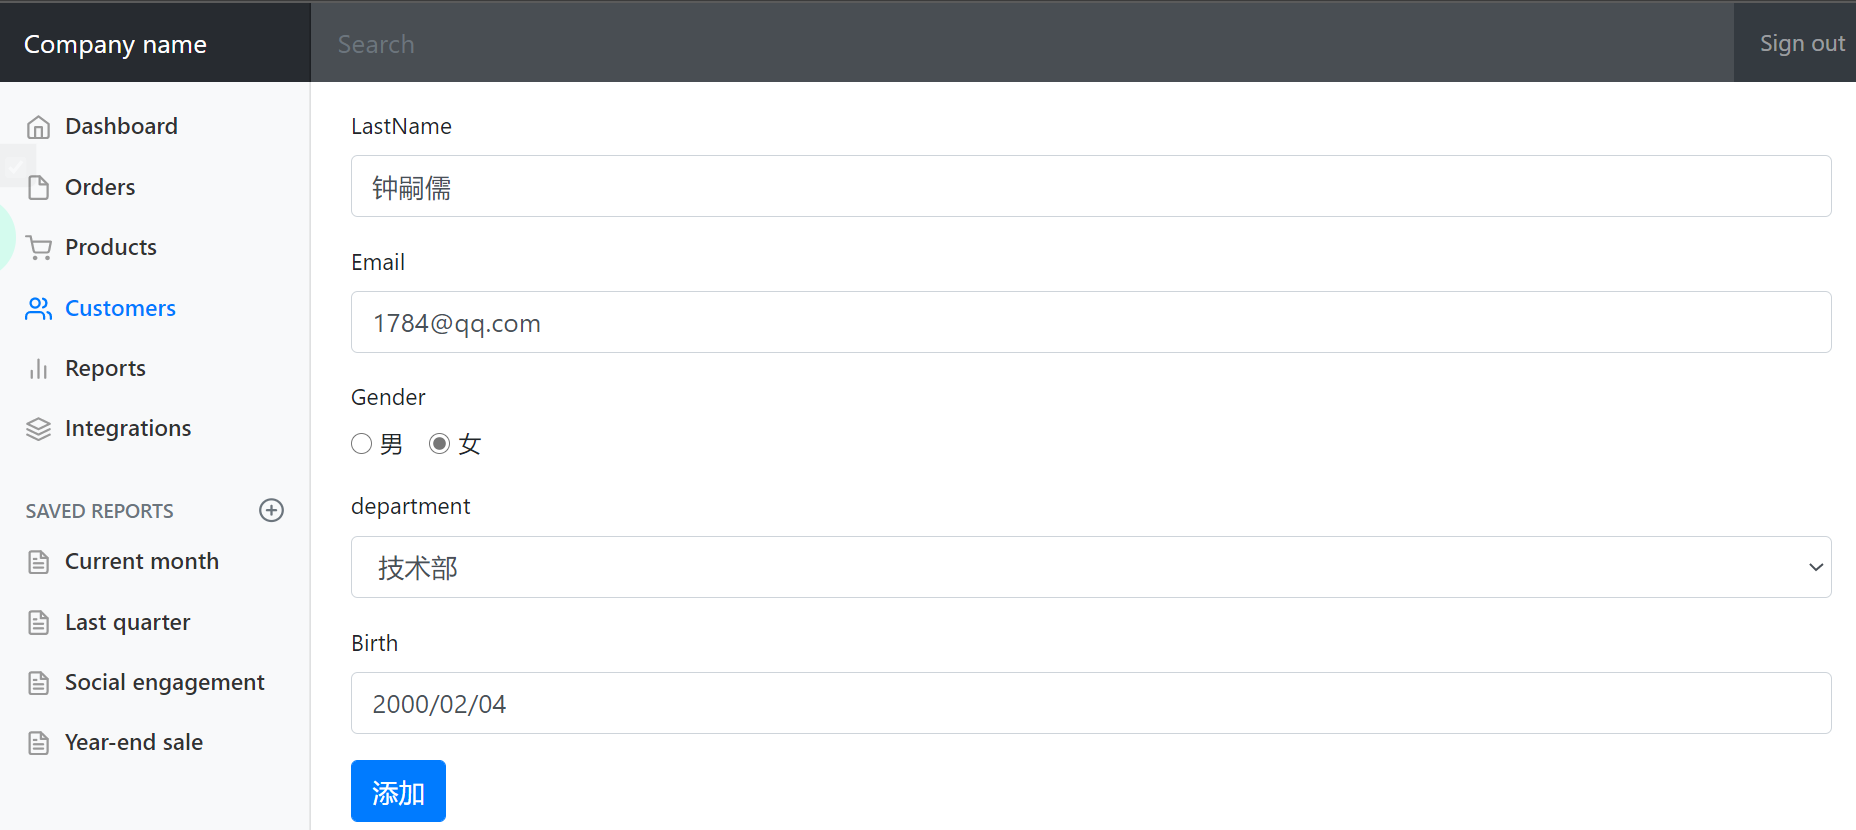 Company name
Search
Sign out
Dashboard
Orders
Products
Customers
Reports
Integrations
SAVED REPORTS
Current month
Last quarter
Social engagement
Year-end sale
LastName
钟嗣儒
Email
1784@qq.com
Gender
男 女
department
技术部
Birth
2000/02/04
添加